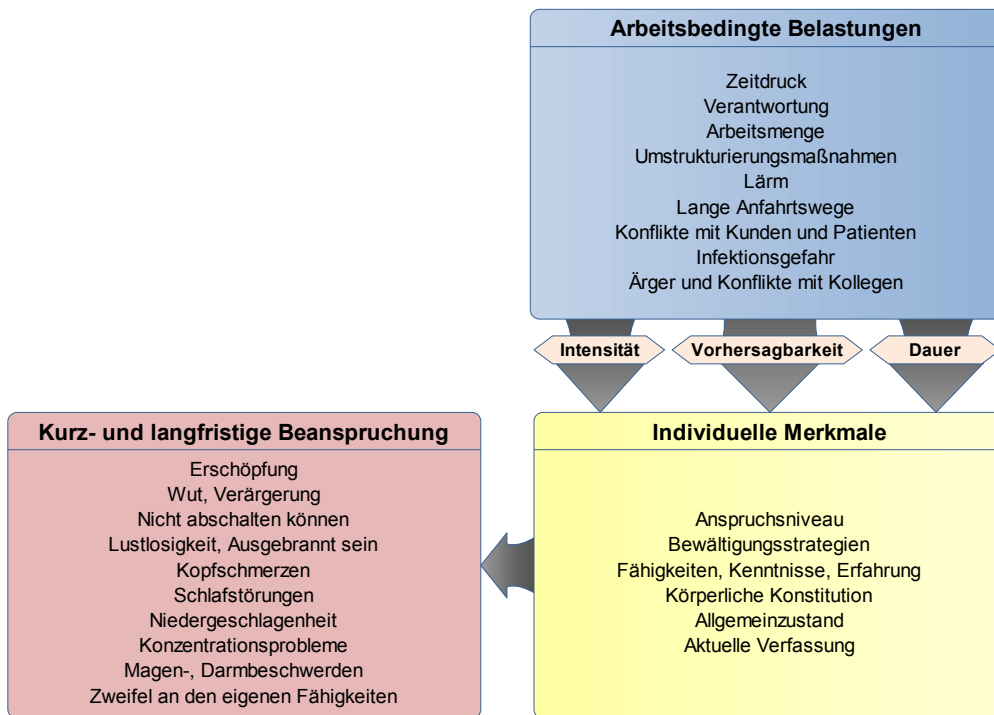 Arbeitsbedingte Belastungen
Zeitdruck
Verantwortung
Arbeitsmenge
Umstrukturierungsmaßnahmen
Lärm
Lange Anfahrtswege
Konflikte mit Kunden und Patienten
Infektionsgefahr
Ärger und Konflikte mit Kollegen
Intensität
Vorhersagbarkeit
Dauer
Kurz- und langfristige Beanspruchung
Erschöpfung
Wut, Verärgerung
Nicht abschalten können
Lustlosigkeit, Ausgebrannt sein
Kopfschmerzen
Schlafstörungen
Niedergeschlagenheit
Konzentrationsprobleme
Magen-, Darmbeschwerden
Zweifel an den eigenen Fähigkeiten
Individuelle Merkmale
Anspruchsniveau
Bewältigungsstrategien
Fähigkeiten, Kenntnisse, Erfahrung
Körperliche Konstitution
Allgemeinzustand
Aktuelle Verfassung